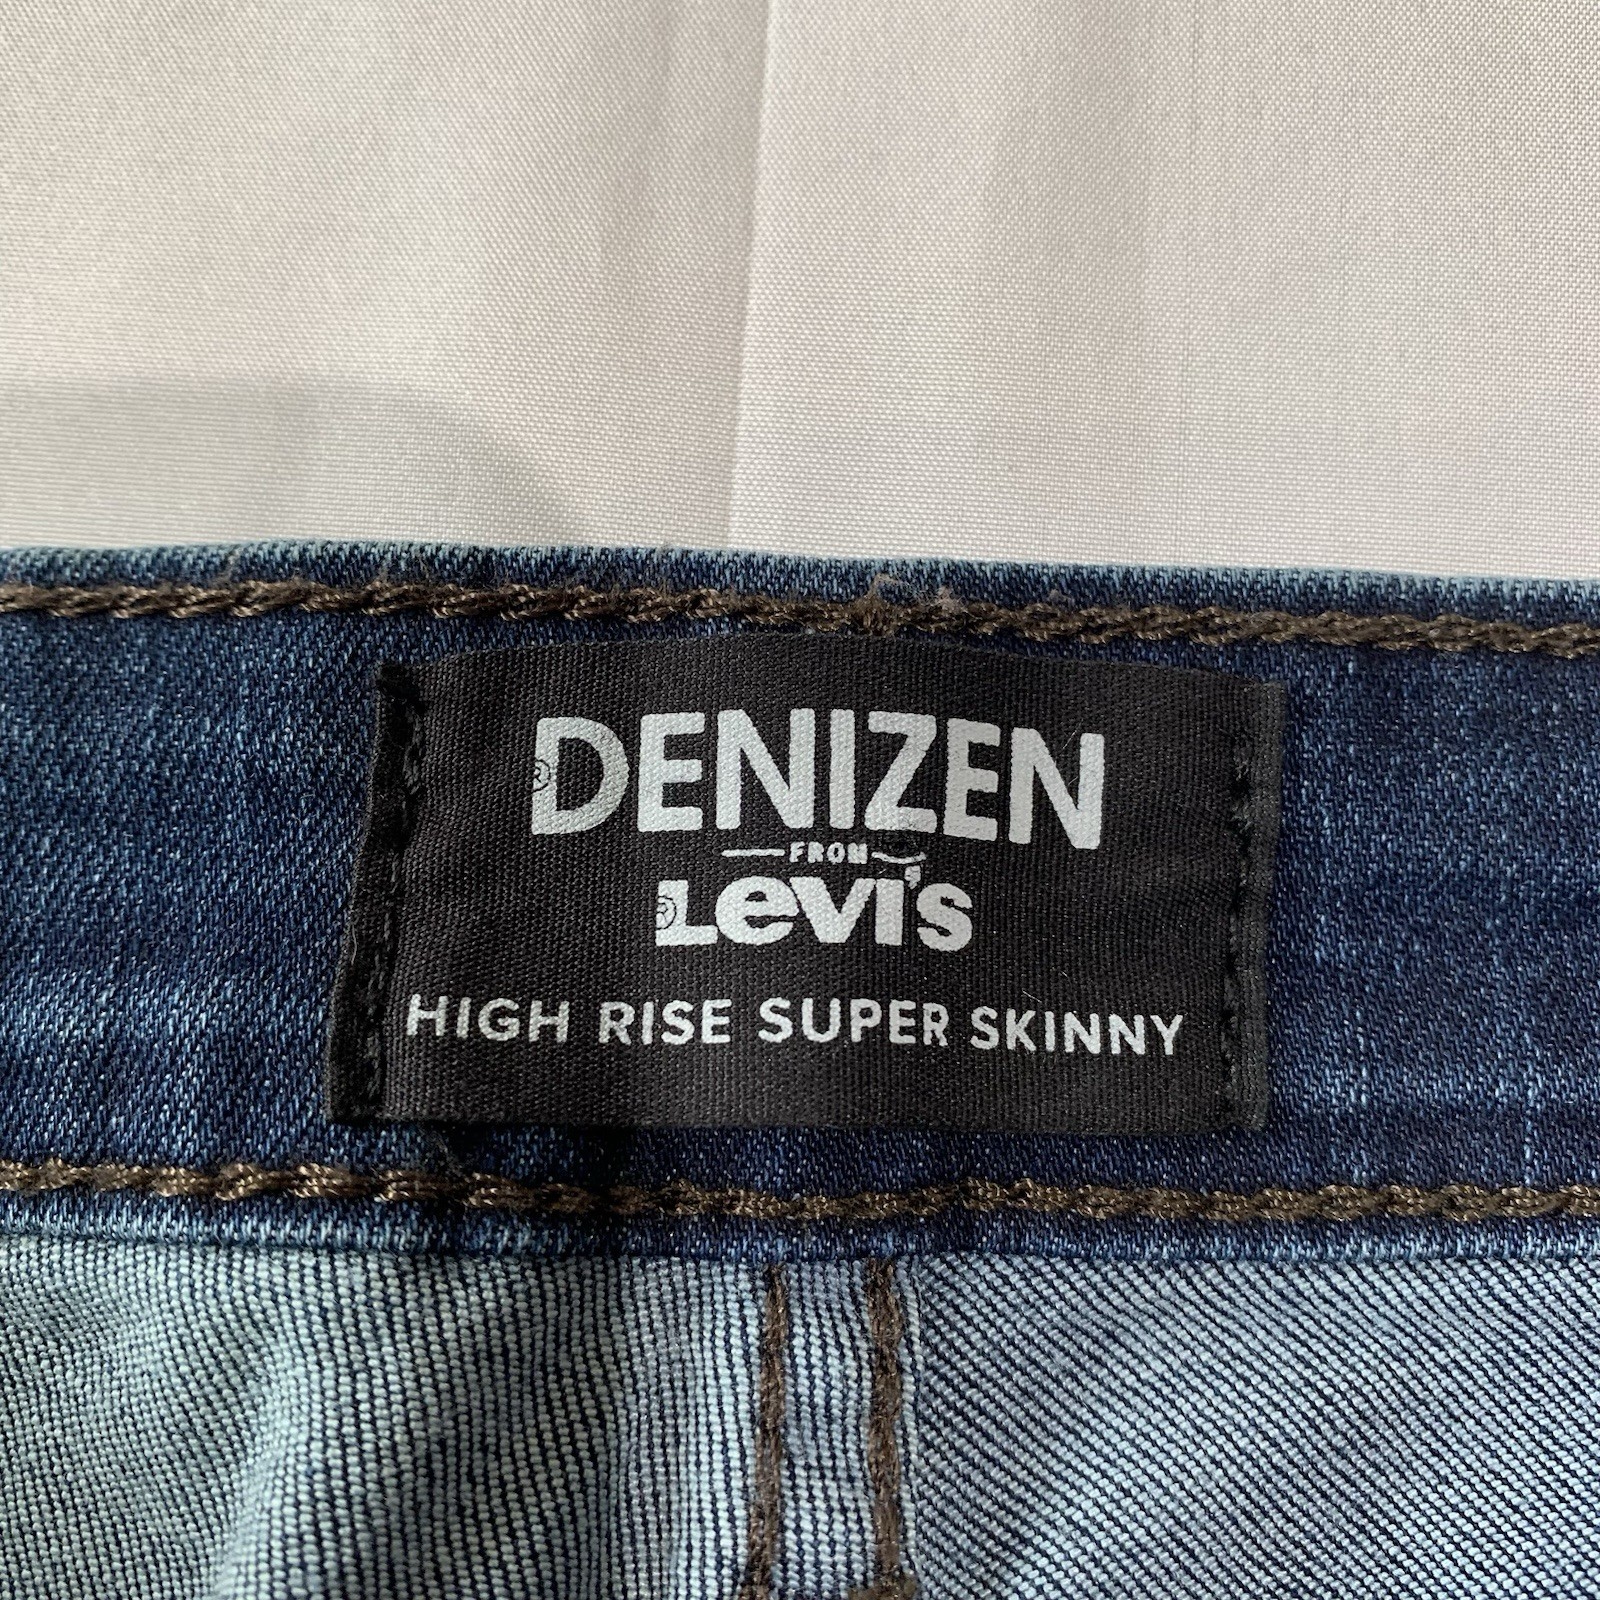 DENIZEN
FROM
Levi's
HIGH RISE SUPER SKINNY